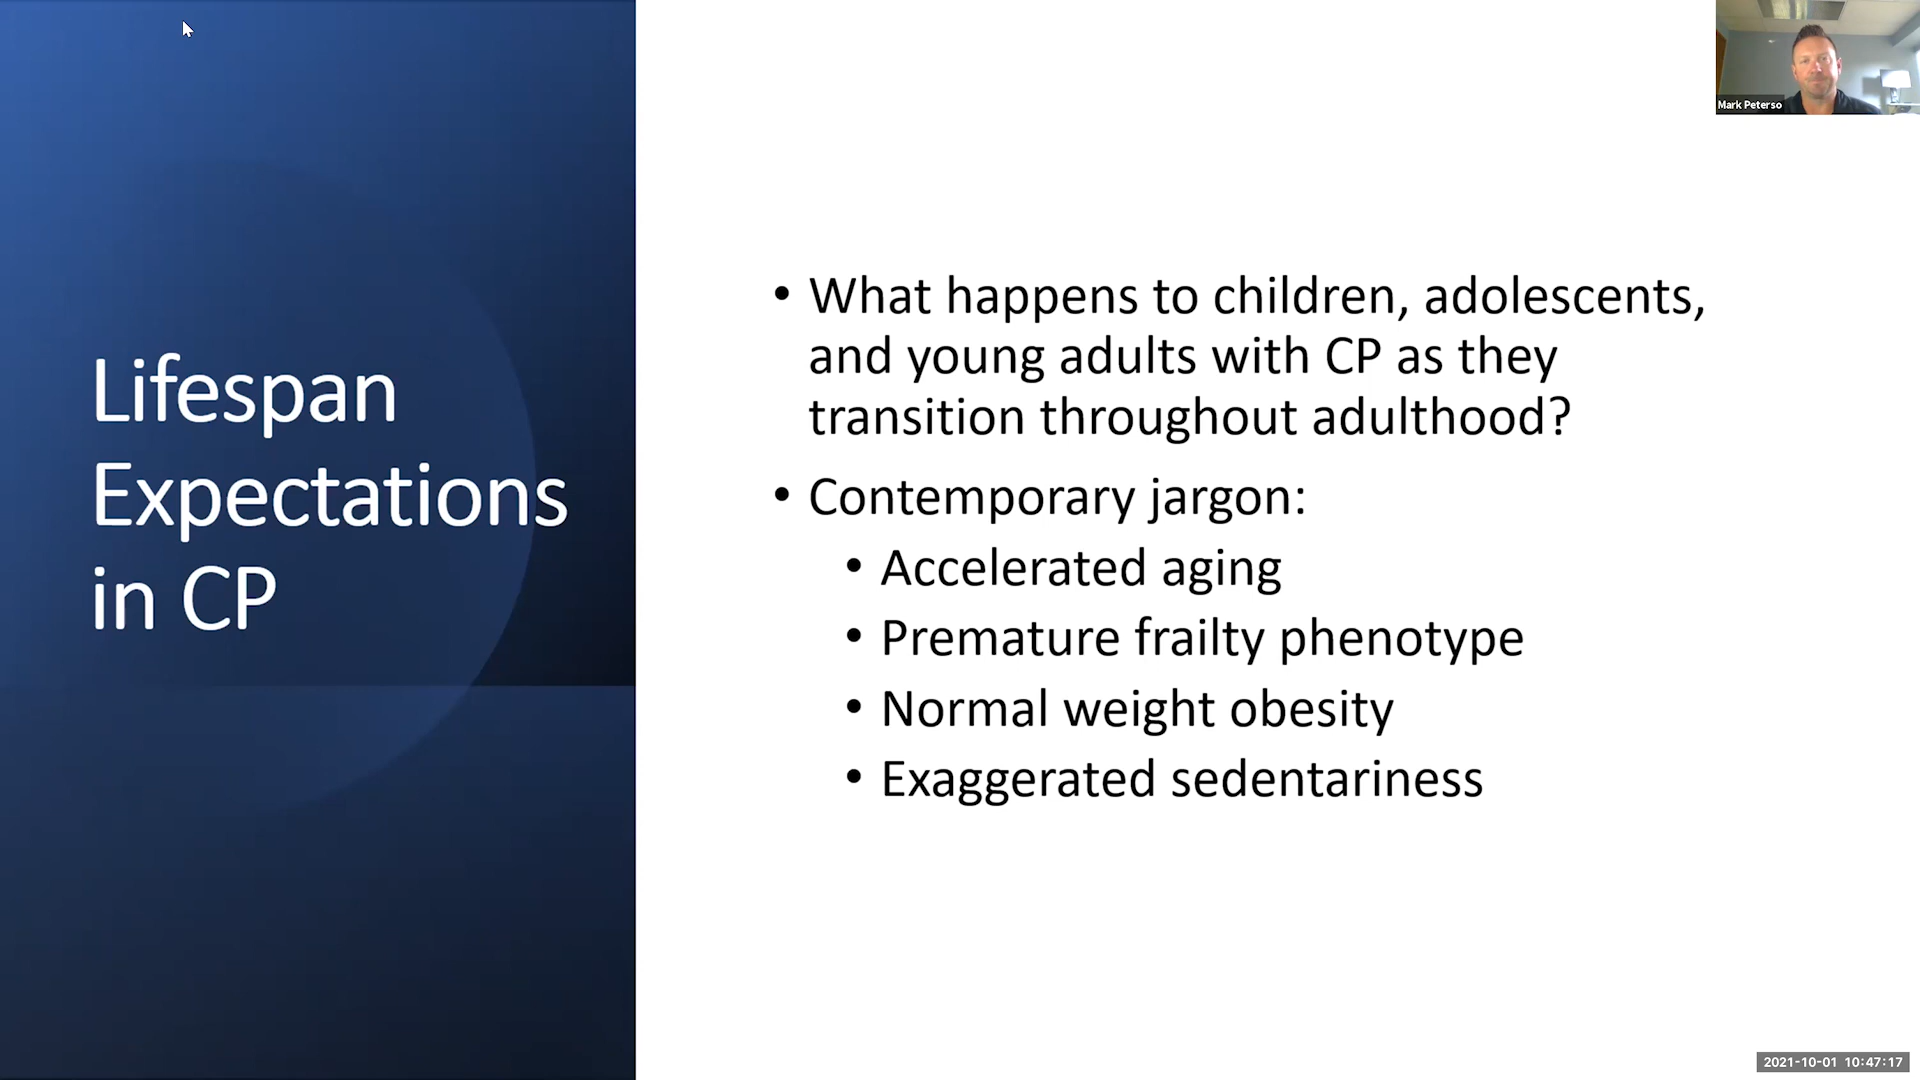 Lifespan
Expectations
in CP
• What happens to children, adolescents,
and young adults with CP as they
transition throughout adulthood?
• Contemporary jargon:
• Accelerated aging
• Premature frailty phenotype
• Normal weight obesity
• Exaggerated sedentariness
Mark Peterso
2021-10-01 10:47:17